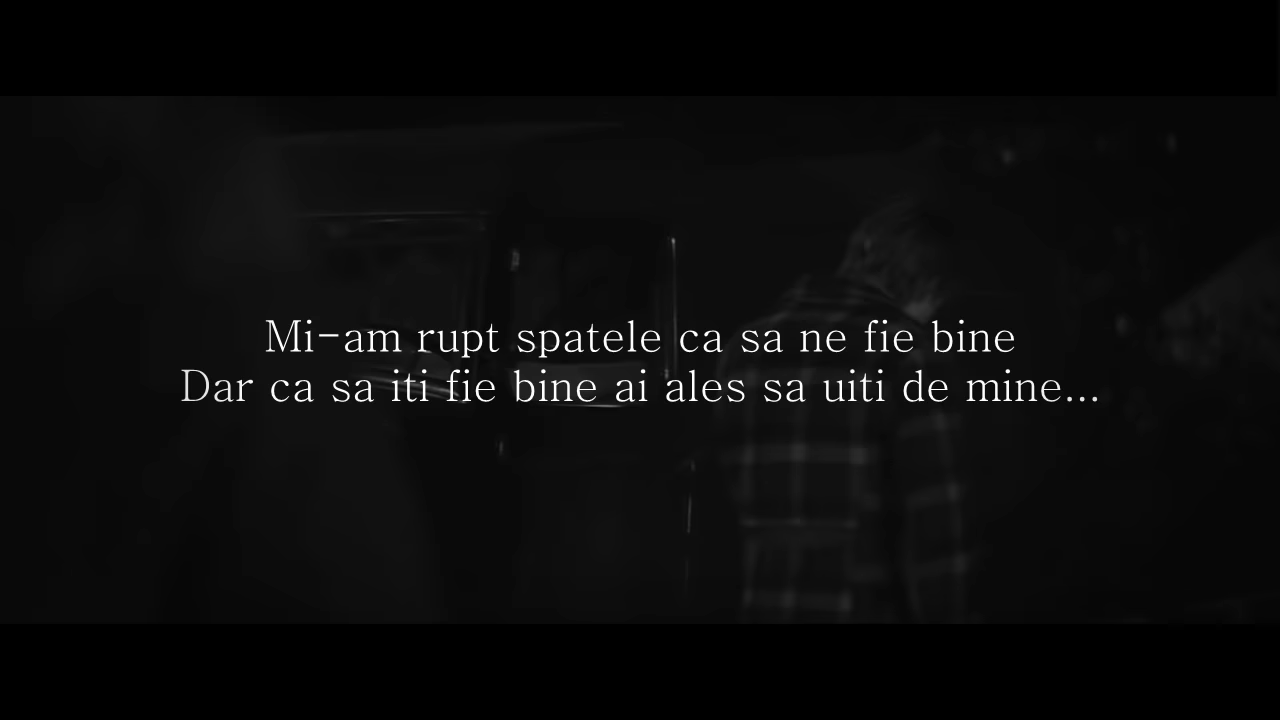 Mi-am rupt spatele ca sa ne fie bine
Dar ca sa iti fie bine ai ales sa uiti de mine...